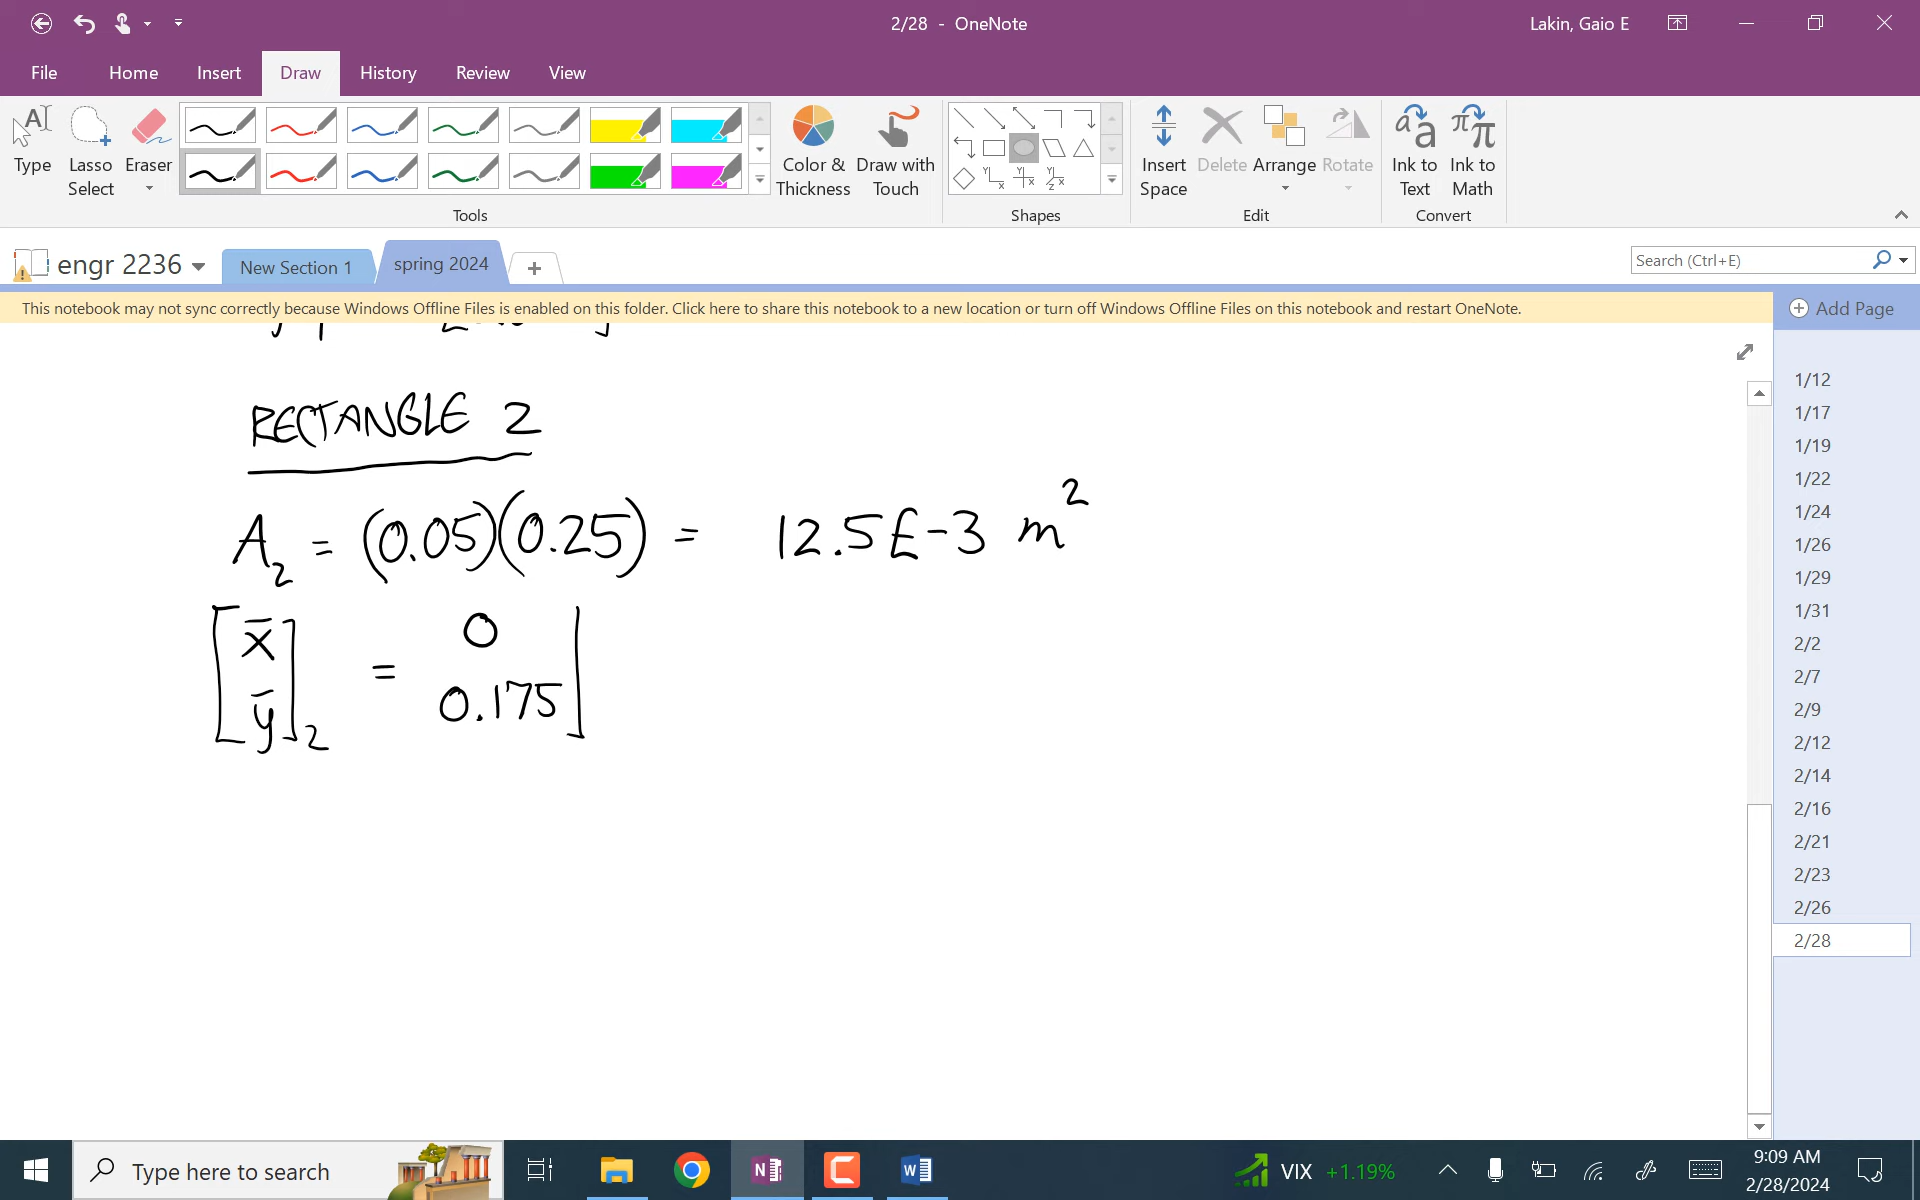 2/28 - OneNote
Lakin, Gaio E
File Home Insert Draw History Review View
Type
Lasso Select
Eraser
Color & Thickness
Draw with Touch
Insert Space
Delete
Arrange
Rotate
Ink to Text
Ink to Math
Tools
Shapes
Edit
Convert
engr 2236
New Section 1
spring 2024
Search (Ctrl+E)
This notebook may not sync correctly because Windows Offline Files is enabled on this folder. Click here to share this notebook to a new location or turn off Windows Offline Files on this notebook and restart OneNote.
Add Page
1/12
1/17
1/19
1/22
1/24
1/26
1/29
1/31
2/2
2/7
2/9
2/12
2/14
2/16
2/21
2/23
2/26
2/28
RECTANGLE 2
A₂ = (0.05)(0.25) = 12.5E-3 m²
[x̄ ȳ]₂ = 0
0.175]
Type here to search
VIX +1.19%
9:09 AM
2/28/2024